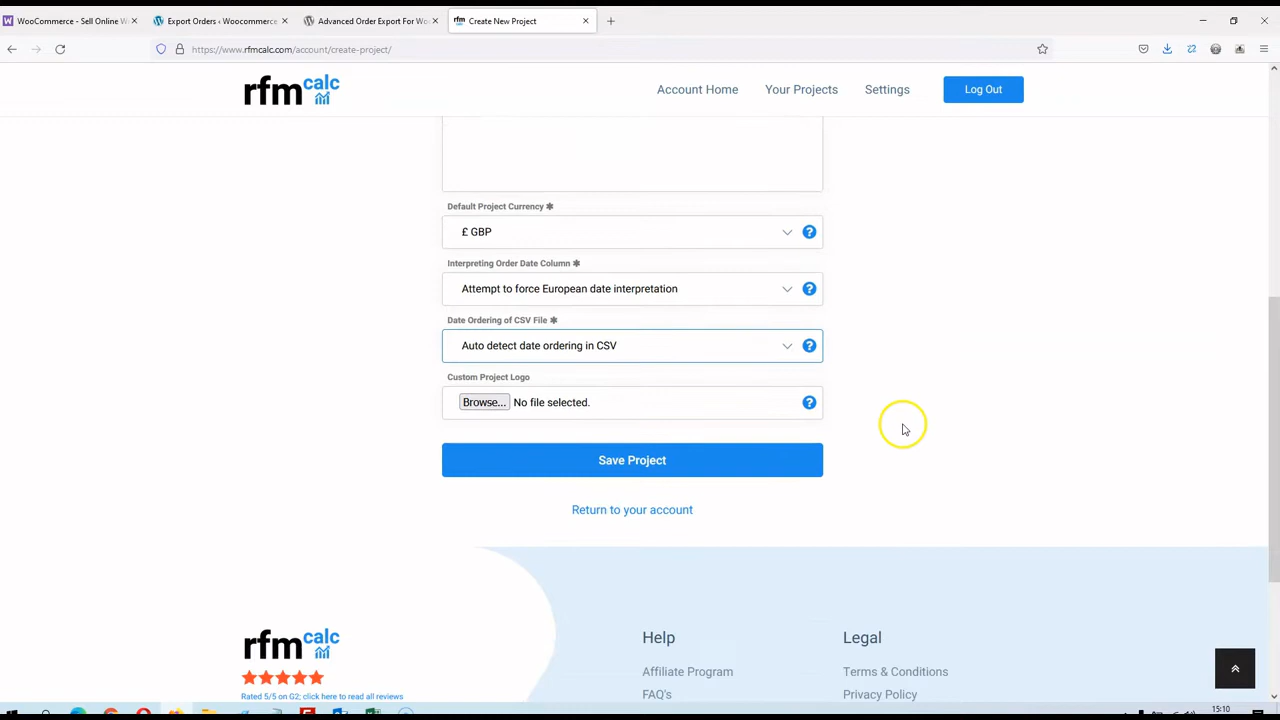 WooCommerce - Sell Online Wi
Export Orders ‹ Woocommerce
Advanced Order Export For Wo
rfm
calc
Create New Project
https://www.rfmcalc.com/account/create-project/
rfmcalc
Account Home
Your Projects
Settings
Log Out
Default Project Currency ✱
£ GBP
?
Interpreting Order Date Column ✱
Attempt to force European date interpretation
?
Date Ordering of CSV File ✱
Auto detect date ordering in CSV
?
Custom Project Logo
Browse... No file selected.
?
Save Project
Return to your account
rfmcalc
Rated 5/5 on G2; click here to read all reviews
Help
Affiliate Program
FAQ's
Legal
Terms & Conditions
Privacy Policy
15:10